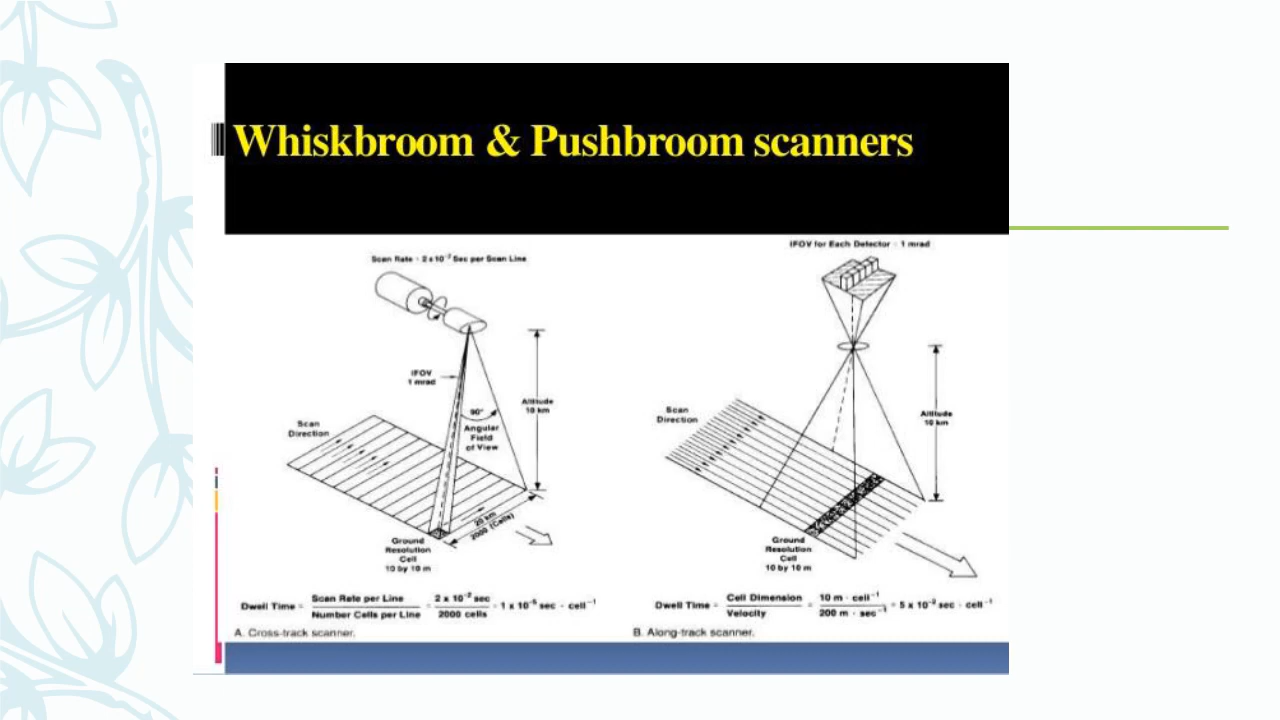 Whiskbroom & Pushbroom scanners
Scan Rate = 2 x 10⁻² Sec per Scan Line
IFOV
1 mrad
90°
Angular
Field
of View
Altitude
10 km
Scan
Direction
20 km
2000 (Cells)
Ground
Resolution
Cell
10 by 10 m
Dwell Time = Scan Rate per Line / Number Cells per Line = 2 x 10⁻² sec / 2000 cells = 1 x 10⁻⁵ sec · cell⁻¹
A. Cross-track scanner.
IFOV for Each Detector = 1 mrad
Scan
Direction
Altitude
10 km
Ground
Resolution
Cell
10 by 10 m
Dwell Time = Cell Dimension / Velocity = 10 m · cell⁻¹ / 200 m · sec⁻¹ = 5 x 10⁻² sec · cell⁻¹
B. Along-track scanner.